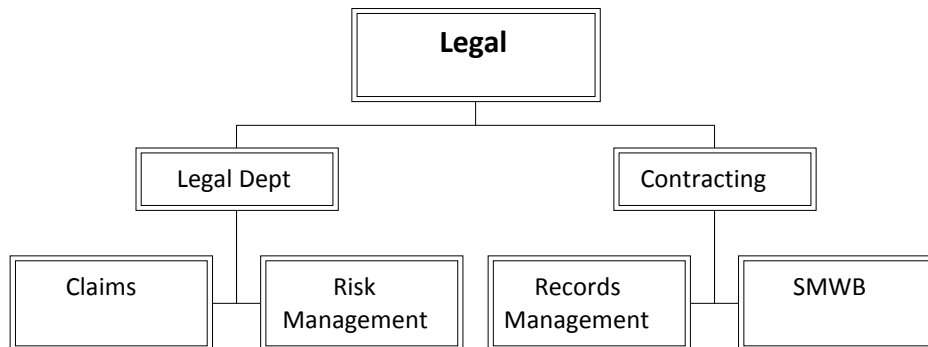 Legal
Legal Dept
Contracting
Claims
Risk
Management
Records
Management
SMWB